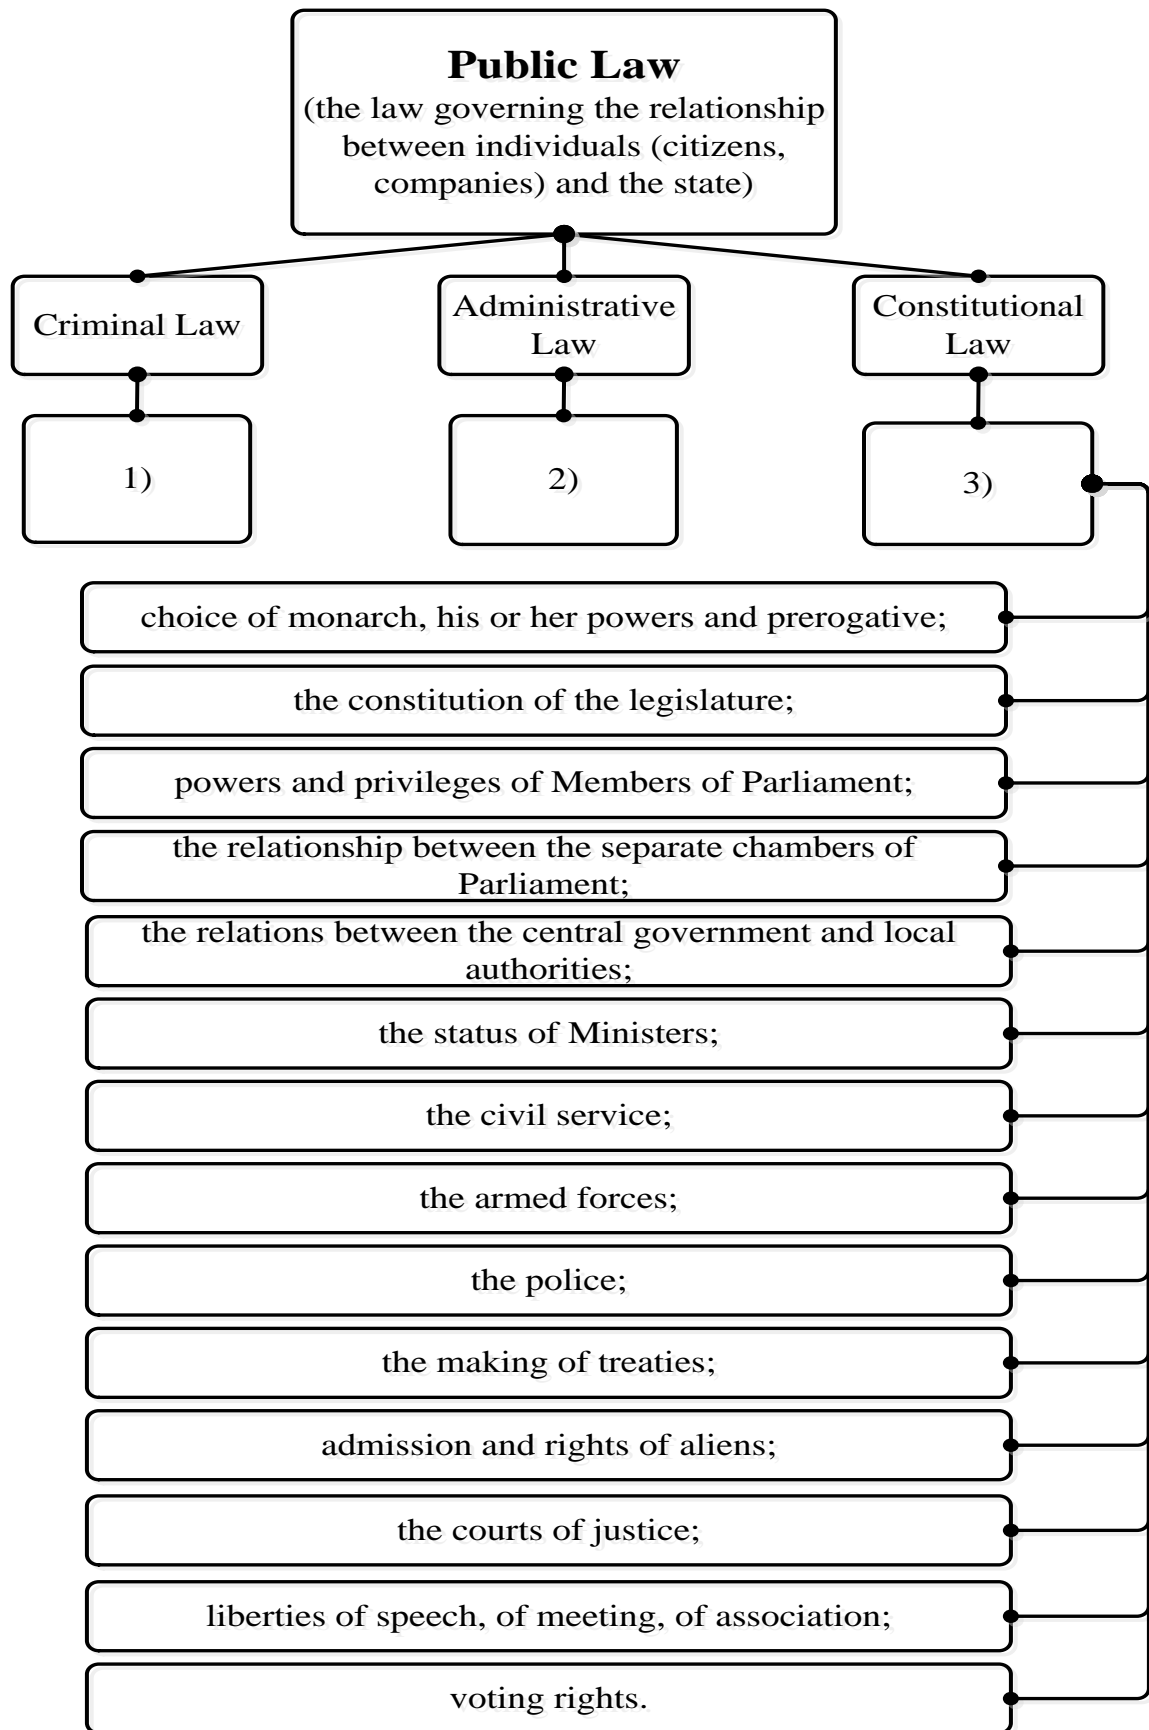 Public Law
(the law governing the relationship
between individuals (citizens,
companies) and the state)
Criminal Law
Administrative
Law
Constitutional
Law
1)
2)
3)
choice of monarch, his or her powers and prerogative;
the constitution of the legislature;
powers and privileges of Members of Parliament;
the relationship between the separate chambers of
Parliament;
the relations between the central government and local
authorities;
the status of Ministers;
the civil service;
the armed forces;
the police;
the making of treaties;
admission and rights of aliens;
the courts of justice;
liberties of speech, of meeting, of association;
voting rights.